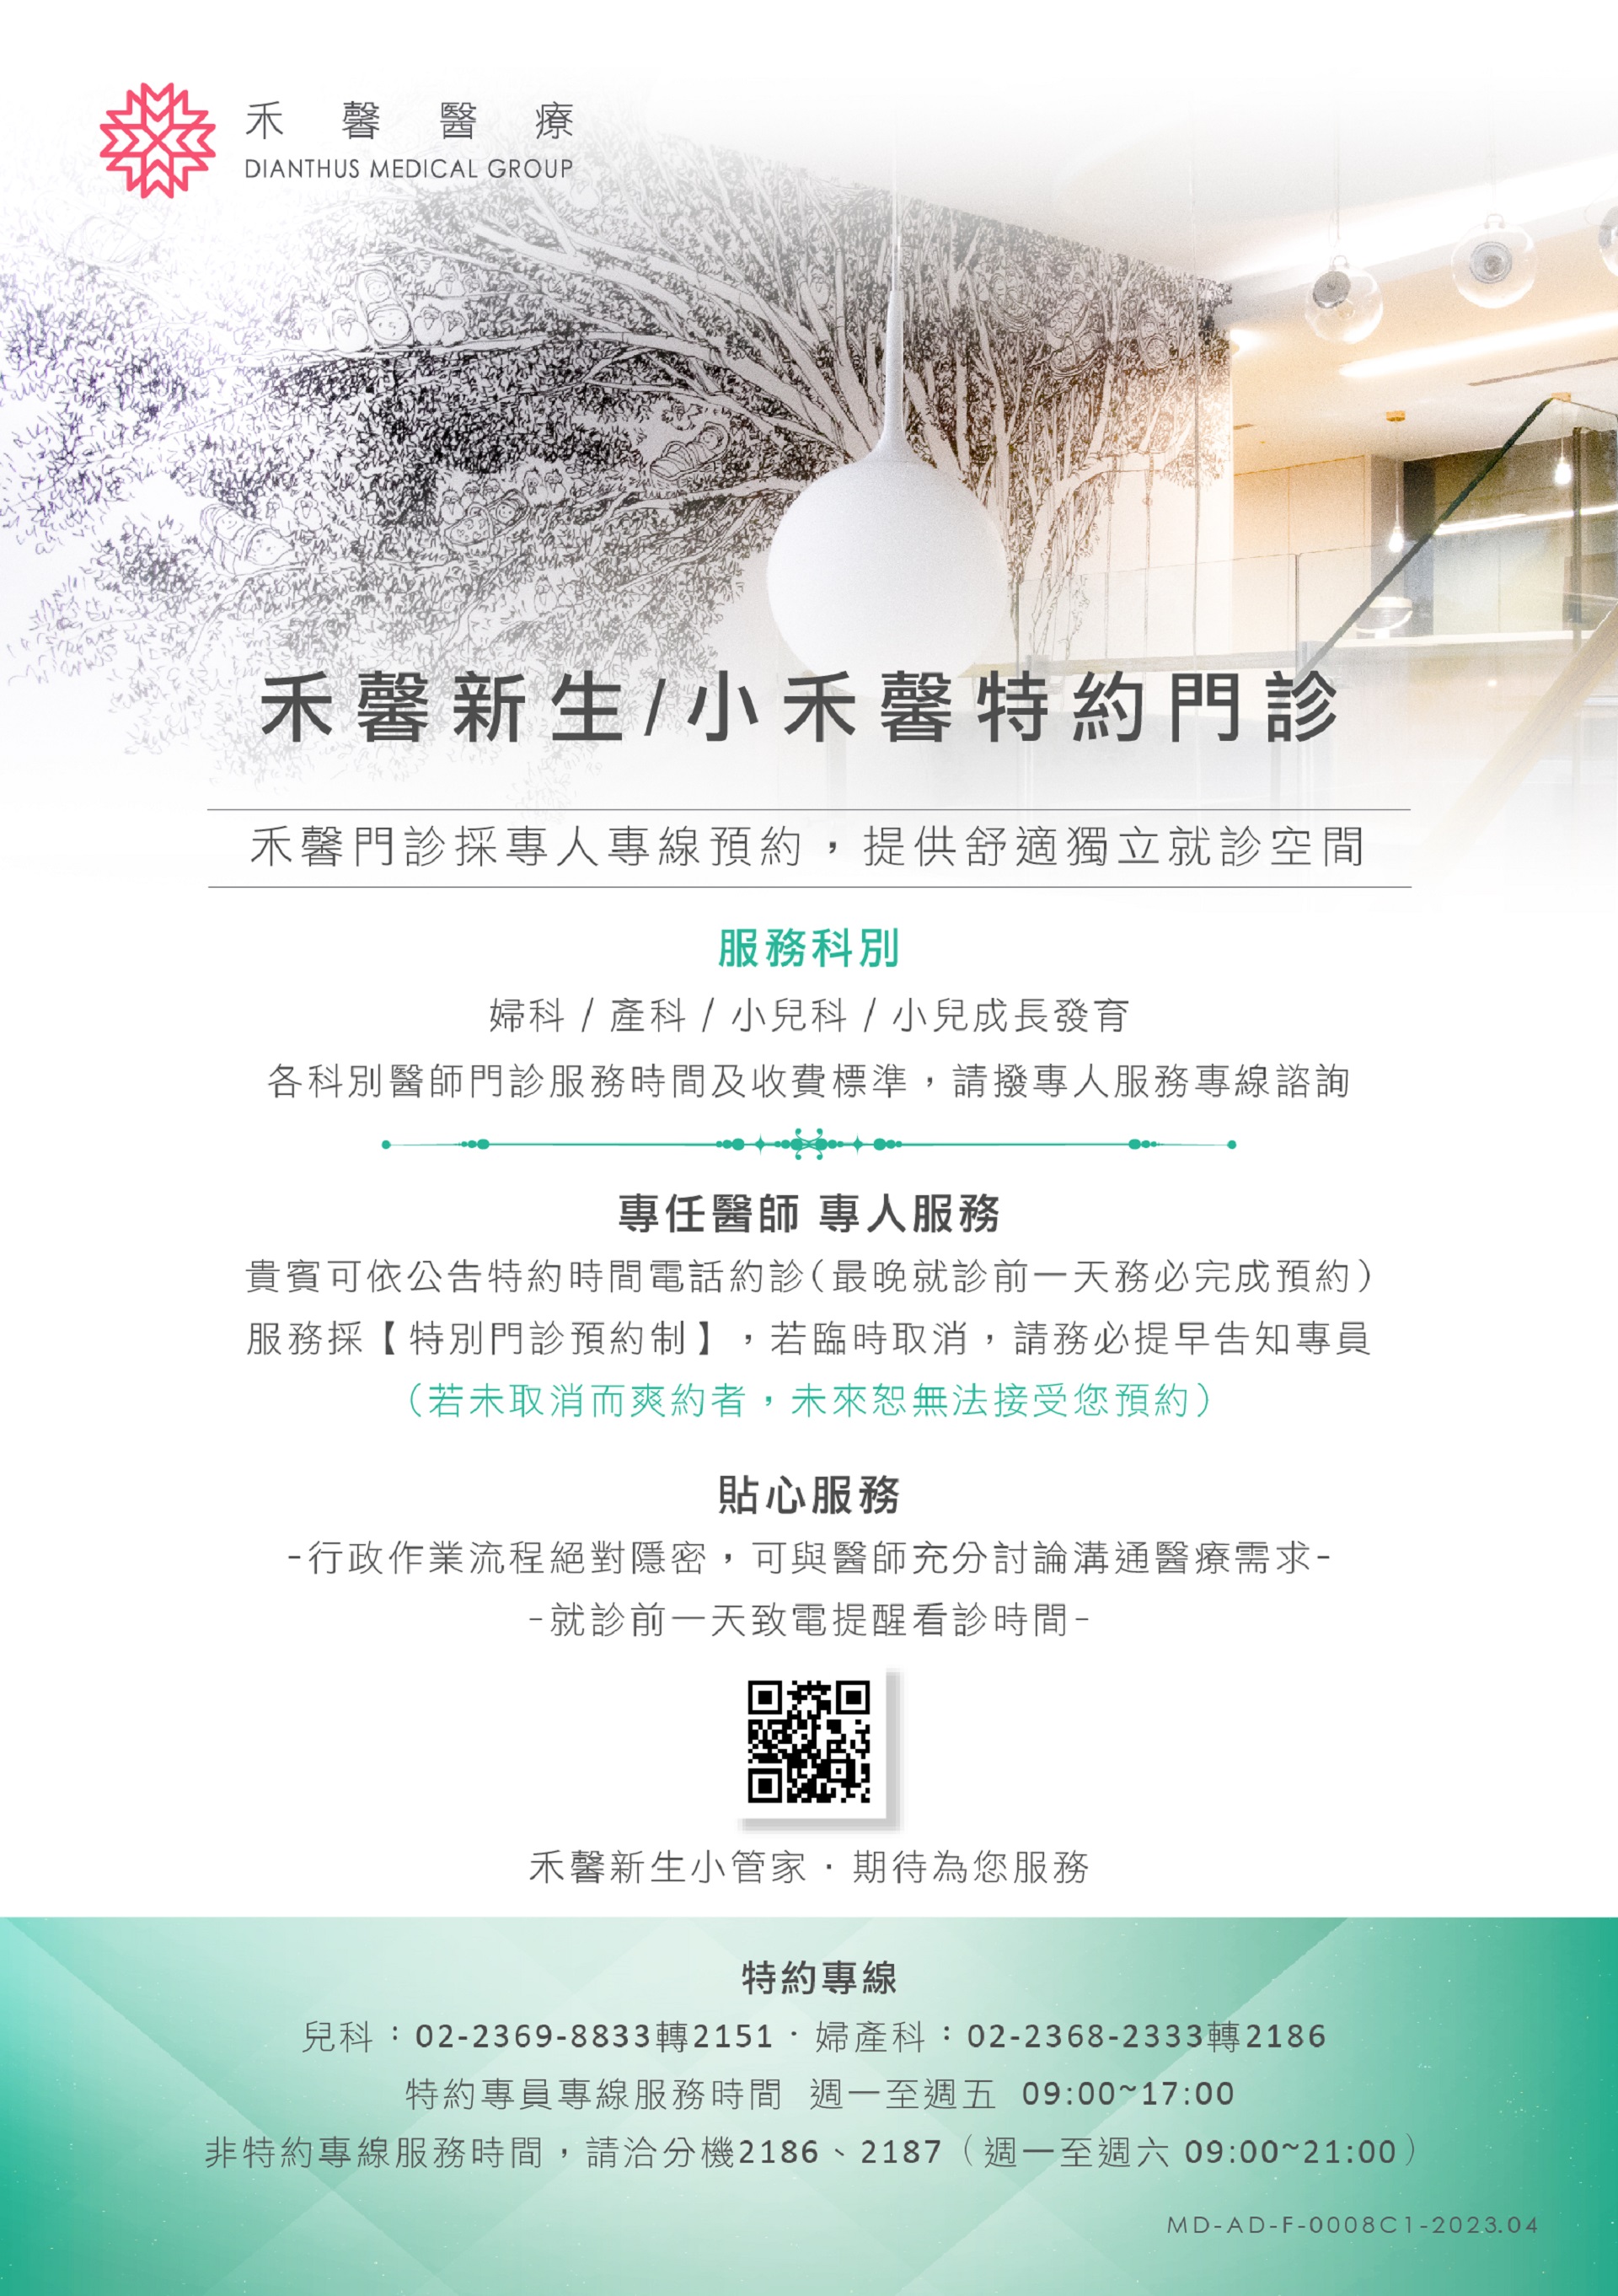 禾馨醫療
DIANTHUS MEDICAL GROUP
禾馨新生/小禾馨特約門診
禾馨門診採專人專線預約，提供舒適獨立就診空間
服務科別
婦科 / 產科 / 小兒科 / 小兒成長發育
各科別醫師門診服務時間及收費標準，請撥專人服務專線諮詢
專任醫師 專人服務
貴賓可依公告特約時間電話約診(最晚就診前一天務必完成預約)
服務採【特別門診預約制】，若臨時取消，請務必提早告知專員
(若未取消而爽約者，未來恕無法接受您預約)
貼心服務
-行政作業流程絕對隱密，可與醫師充分討論溝通醫療需求-
-就診前一天致電提醒看診時間-
禾馨新生小管家．期待為您服務
特約專線
兒科：02-2369-8833轉2151．婦產科：02-2368-2333轉2186
特約專員專線服務時間 週一至週五 09:00~17:00
非特約專線服務時間，請洽分機2186、2187（週一至週六 09:00~21:00）
MD-AD-F-0008C1-2023.04